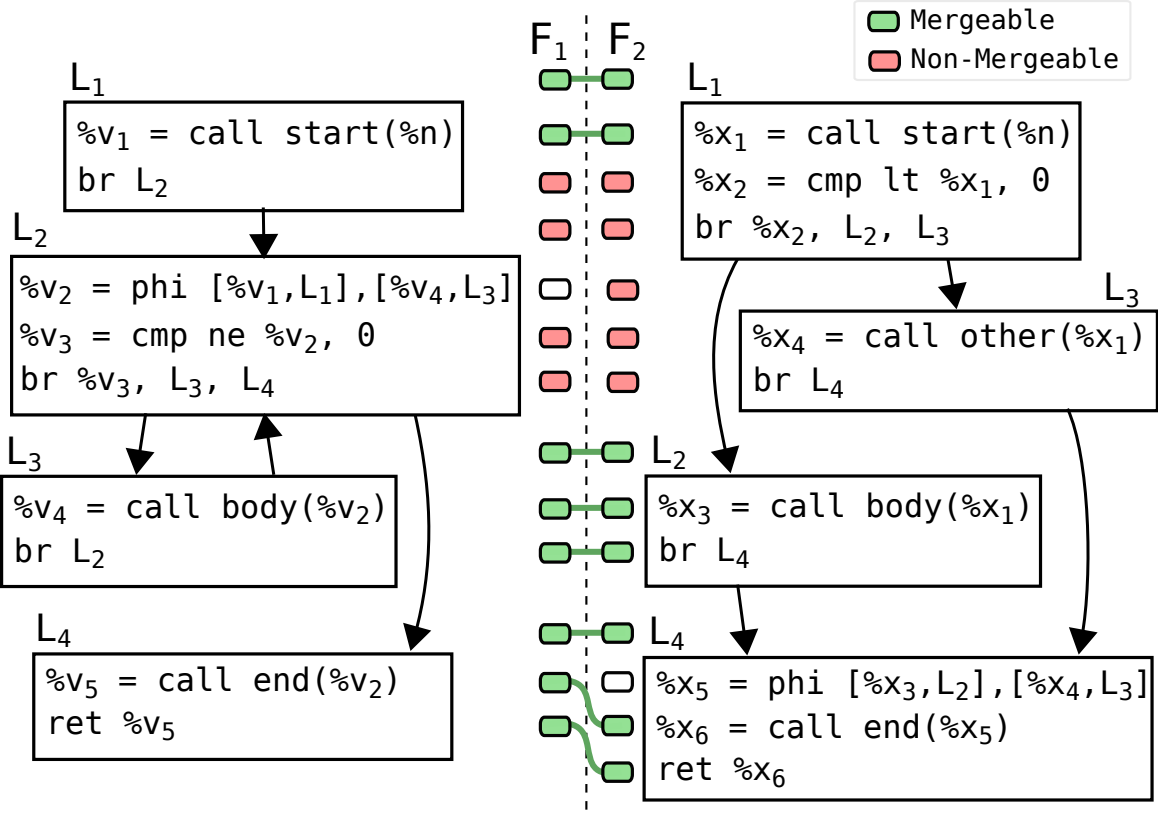 F₁ F₂
Mergeable
Non-Mergeable
L₁
%v₁ = call start(%n)
br L₂
L₂
%v₂ = phi [%v₁,L₁],[%v₄,L₃]
%v₃ = cmp ne %v₂, 0
br %v₃, L₃, L₄
L₃
%v₄ = call body(%v₂)
br L₂
L₄
%v₅ = call end(%v₂)
ret %v₅
L₁
%x₁ = call start(%n)
%x₂ = cmp lt %x₁, 0
br %x₂, L₂, L₃
L₃
%x₄ = call other(%x₁)
br L₄
L₂
%x₃ = call body(%x₁)
br L₄
L₄
%x₅ = phi [%x₃,L₂],[%x₄,L₃]
%x₆ = call end(%x₅)
ret %x₆